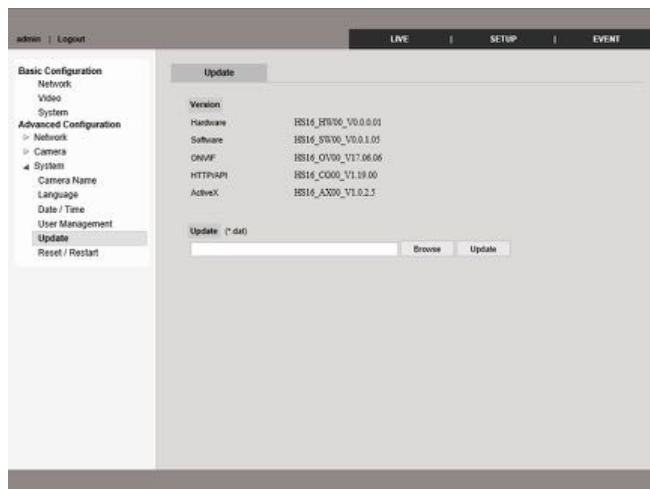 admin | Logout
LIVE | SETUP | EVENT
Basic Configuration
Network
Video
System
Advanced Configuration
Network
Camera
System
Camera Name
Language
Date / Time
User Management
Update
Reset / Restart
Update
Version
Hardware HS16_HW00_V0.0.0.01
Software HS16_SW00_V0.0.1.05
ONVIF HS16_OV00_V17.06.06
HTTP/API HS16_CG00_V1.19.00
ActiveX HS16_AX00_V1.0.2.5
Update (*.dat)
Browse Update